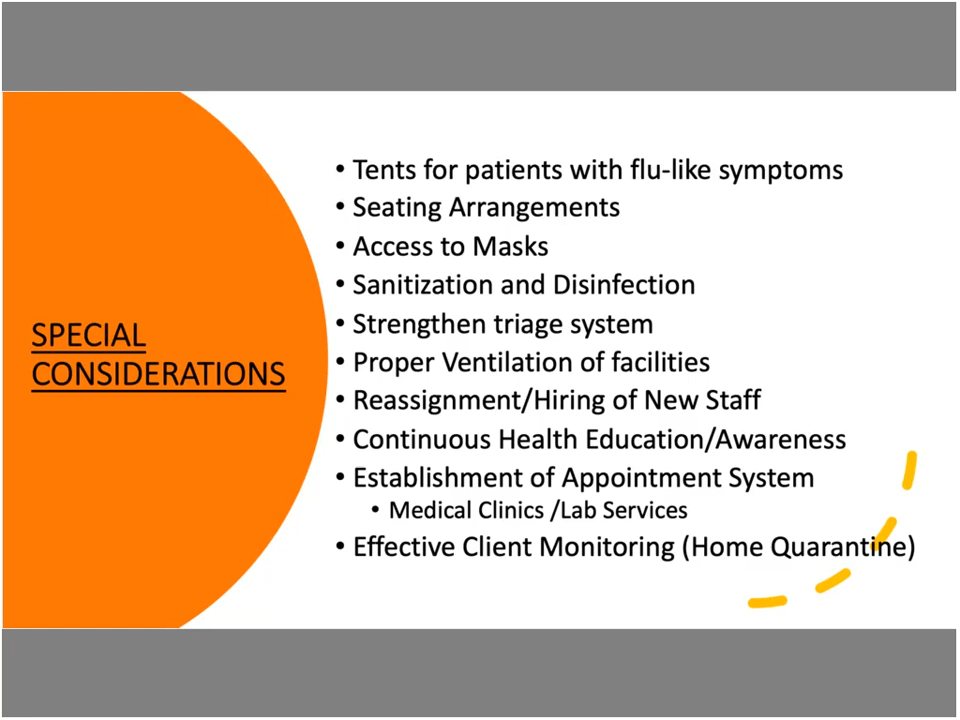 SPECIAL
CONSIDERATIONS
• Tents for patients with flu-like symptoms
• Seating Arrangements
• Access to Masks
• Sanitization and Disinfection
• Strengthen triage system
• Proper Ventilation of facilities
• Reassignment/Hiring of New Staff
• Continuous Health Education/Awareness
• Establishment of Appointment System
• Medical Clinics /Lab Services
• Effective Client Monitoring (Home Quarantine)